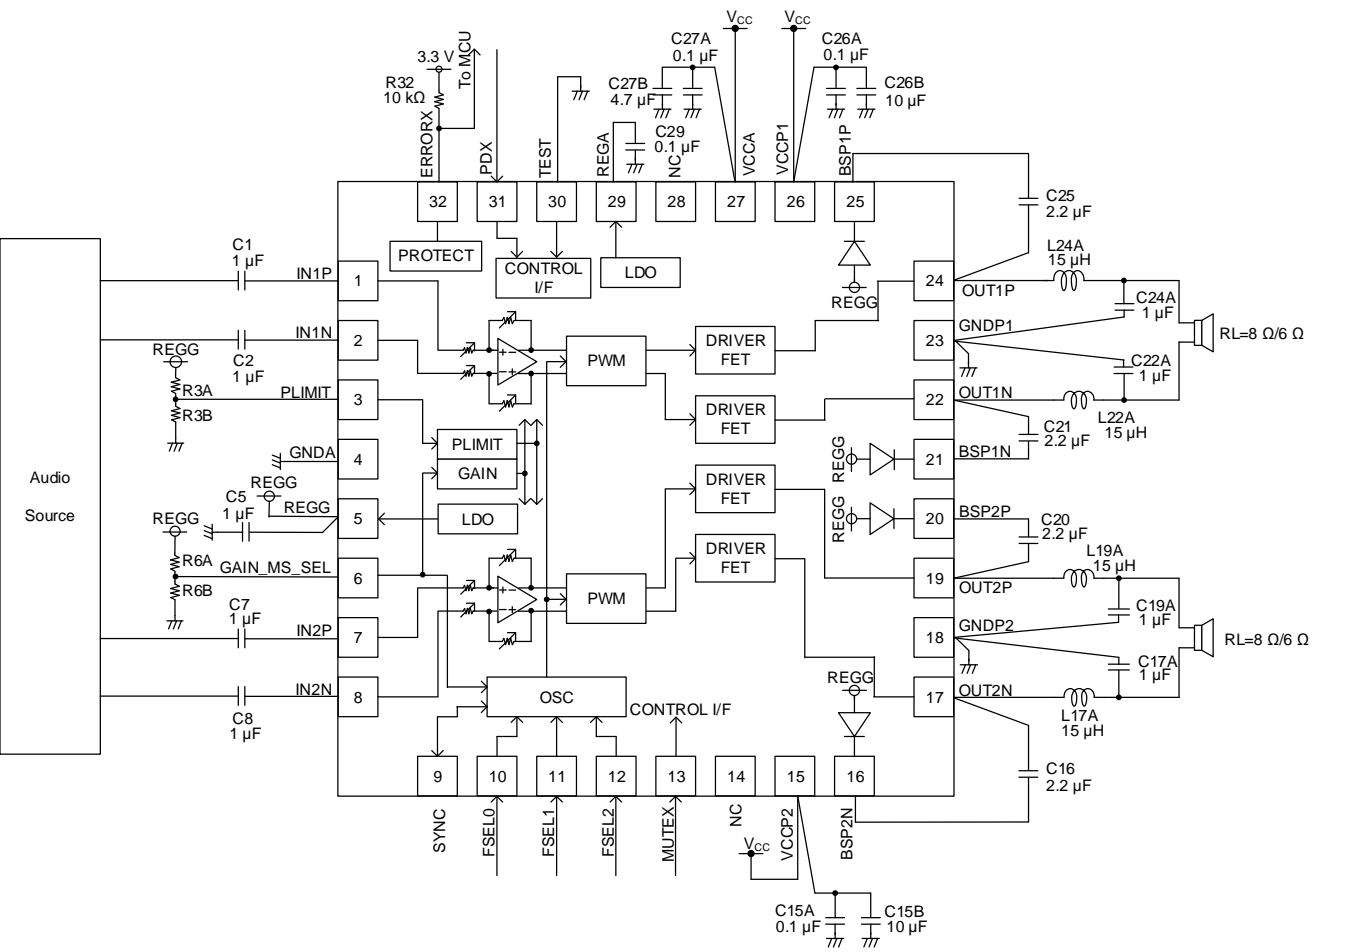 VCC
VCC
3.3 V
To MCU
R32
10 kΩ
ERRORX
PDX
TEST
REGA
C29
0.1 µF
NC
C27A
0.1 µF
C27B
4.7 µF
VCCA
VCCP1
C26A
0.1 µF
C26B
10 µF
BSP1P
32
31
30
29
28
27
26
25
C25
2.2 µF
PROTECT
CONTROL
I/F
LDO
REGG
C1
1 µF
IN1P
1
24
OUT1P
L24A
15 µH
C24A
1 µF
IN1N
2
C2
1 µF
+−
−+
PWM
DRIVER
FET
23
GNDP1
RL=8 Ω/6 Ω
C22A
1 µF
REGG
R3A
R3B
PLIMIT
3
DRIVER
FET
22
OUT1N
L22A
15 µH
C21
2.2 µF
PLIMIT
GAIN
GNDA
4
REGG
21
BSP1N
Audio
Source
REGG
C5
1 µF
REGG
5
LDO
DRIVER
FET
REGG
20
BSP2P
C20
2.2 µF
REGG
R6A
R6B
GAIN_MS_SEL
6
DRIVER
FET
19
OUT2P
L19A
15 µH
C19A
1 µF
+−
−+
PWM
C7
1 µF
IN2P
7
18
GNDP2
RL=8 Ω/6 Ω
C17A
1 µF
IN2N
8
C8
1 µF
OSC
CONTROL I/F
REGG
17
OUT2N
L17A
15 µH
9
10
11
12
13
14
15
16
C16
2.2 µF
SYNC
FSEL0
FSEL1
FSEL2
MUTEX
NC
VCCP2
BSP2N
VCC
C15A
0.1 µF
C15B
10 µF